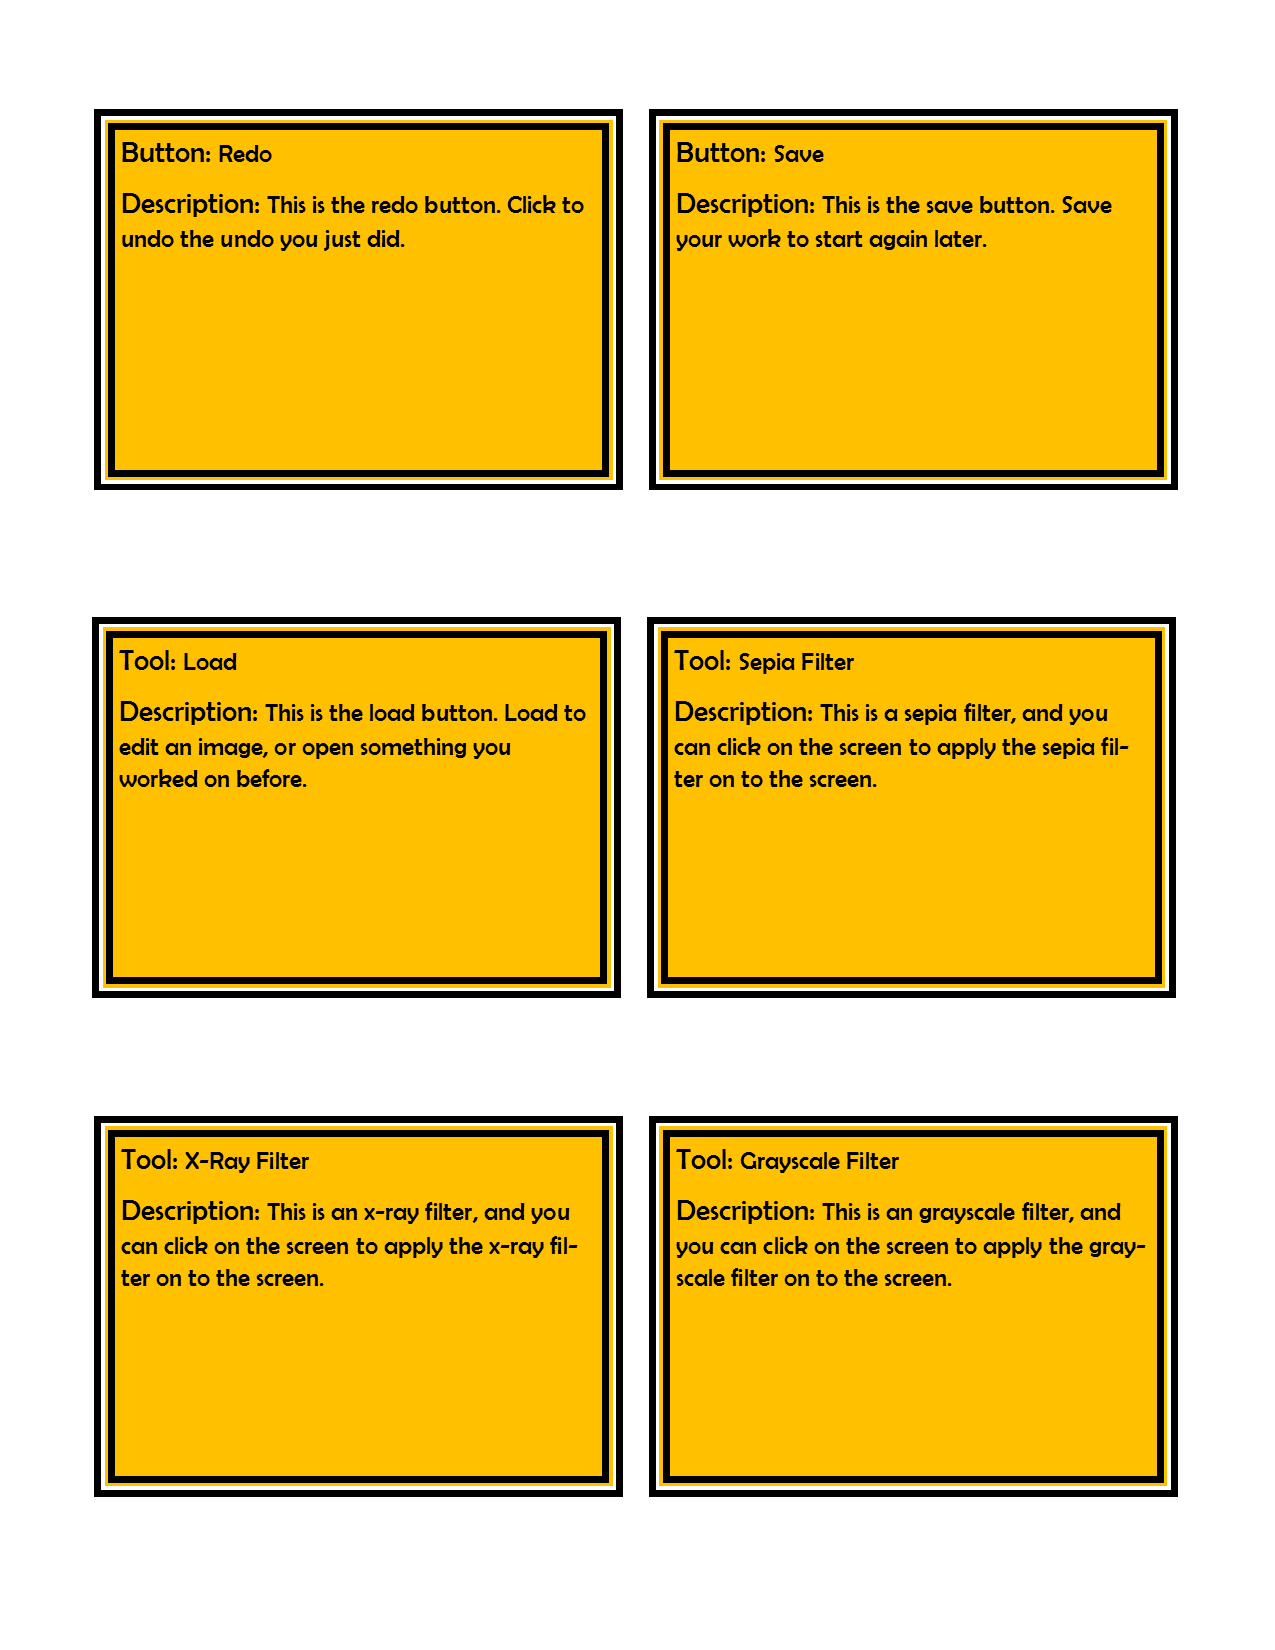 Button: Redo
Description: This is the redo button. Click to
undo the undo you just did.
Button: Save
Description: This is the save button. Save
your work to start again later.
Tool: Load
Description: This is the load button. Load to
edit an image, or open something you
worked on before.
Tool: Sepia Filter
Description: This is a sepia filter, and you
can click on the screen to apply the sepia fil-
ter on to the screen.
Tool: X-Ray Filter
Description: This is an x-ray filter, and you
can click on the screen to apply the x-ray fil-
ter on to the screen.
Tool: Grayscale Filter
Description: This is an grayscale filter, and
you can click on the screen to apply the gray-
scale filter on to the screen.